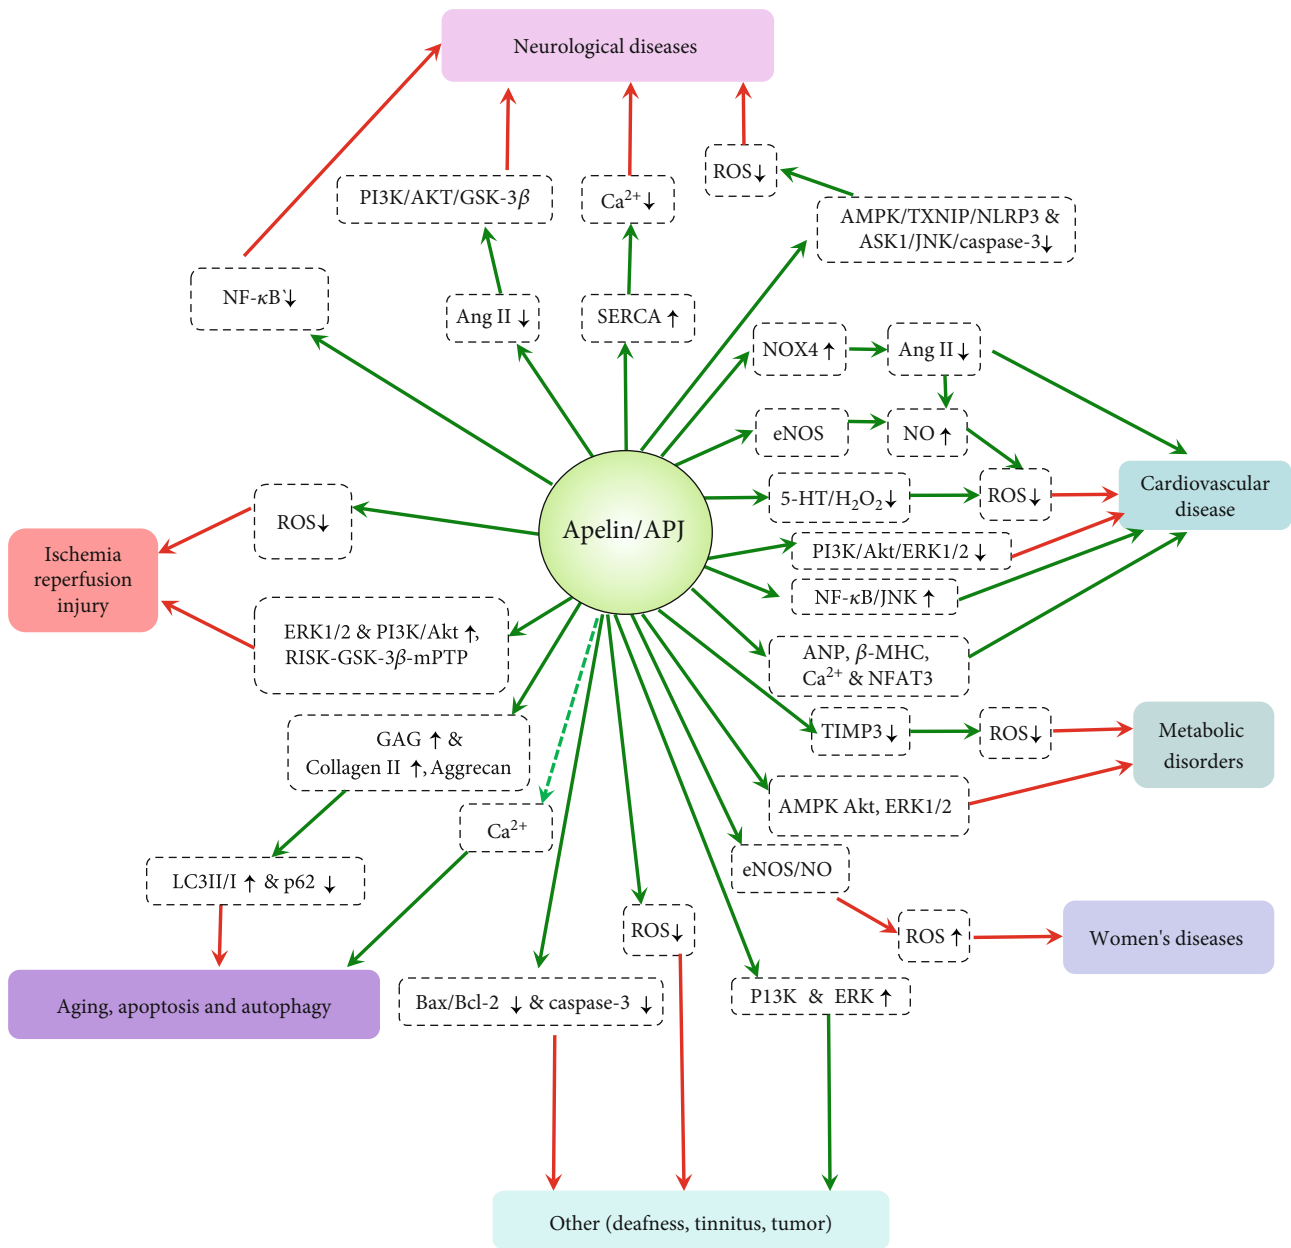 Neurological diseases
ROS↓
PI3K/AKT/GSK-3β
Ca²⁺↓
AMPK/TXNIP/NLRP3 &
ASK1/JNK/caspase-3↓
NF-κB`↓
Ang II ↓
SERCA ↑
NOX4 ↑
Ang II ↓
eNOS
NO ↑
5-HT/H₂O₂↓
ROS↓
Cardiovascular
disease
ROS↓
Apelin/APJ
PI3K/Akt/ERK1/2 ↓
Ischemia
reperfusion
injury
NF-κB/JNK ↑
ERK1/2 & PI3K/Akt ↑,
RISK-GSK-3β-mPTP
ANP, β-MHC,
Ca²⁺ & NFAT3
GAG ↑ &
Collagen II ↑, Aggrecan
TIMP3 ↓
ROS↓
Metabolic
disorders
Ca²⁺
AMPK Akt, ERK1/2
LC3II/I ↑ & p62 ↓
eNOS/NO
ROS↓
ROS ↑
Women's diseases
Aging, apoptosis and autophagy
Bax/Bcl-2 ↓ & caspase-3 ↓
P13K & ERK ↑
Other (deafness, tinnitus, tumor)